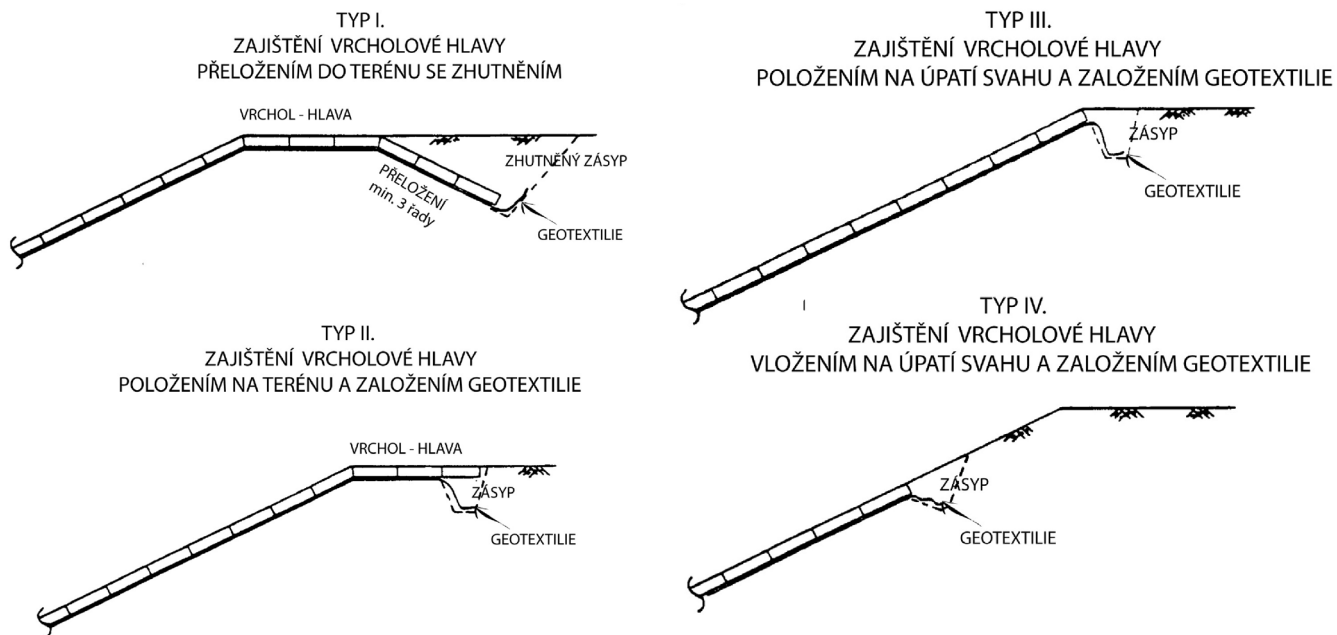 TYP I.
ZAJIŠTĚNÍ VRCHOLOVÉ HLAVY
PŘELOŽENÍM DO TERÉNU SE ZHUTNĚNÍM
VRCHOL - HLAVA
ZHUTNĚNÝ ZÁSYP
PŘELOŽENÍ
min. 3 řady
GEOTEXTILIE
TYP II.
ZAJIŠTĚNÍ VRCHOLOVÉ HLAVY
POLOŽENÍM NA TERÉNU A ZALOŽENÍM GEOTEXTILIE
VRCHOL - HLAVA
ZÁSYP
GEOTEXTILIE
TYP III.
ZAJIŠTĚNÍ VRCHOLOVÉ HLAVY
POLOŽENÍM NA ÚPATÍ SVAHU A ZALOŽENÍM GEOTEXTILIE
ZÁSYP
GEOTEXTILIE
TYP IV.
ZAJIŠTĚNÍ VRCHOLOVÉ HLAVY
VLOŽENÍM NA ÚPATÍ SVAHU A ZALOŽENÍM GEOTEXTILIE
ZÁSYP
GEOTEXTILIE